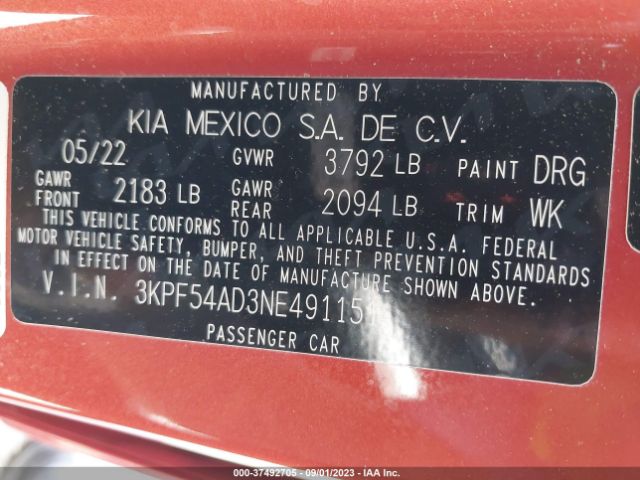 MANUFACTURED BY
KIA MEXICO S.A. DE C.V.
05/22 GVWR 3792 LB PAINT DRG
GAWR FRONT 2183 LB GAWR REAR 2094 LB TRIM WK
THIS VEHICLE CONFORMS TO ALL APPLICABLE U.S.A. FEDERAL
MOTOR VEHICLE SAFETY, BUMPER, AND THEFT PREVENTION STANDARDS
IN EFFECT ON THE DATE OF MANUFACTURE SHOWN ABOVE.
V.I.N. 3KPF54AD3NE49115
PASSENGER CAR
000-37492705 - 09/01/2023 - IAA Inc.